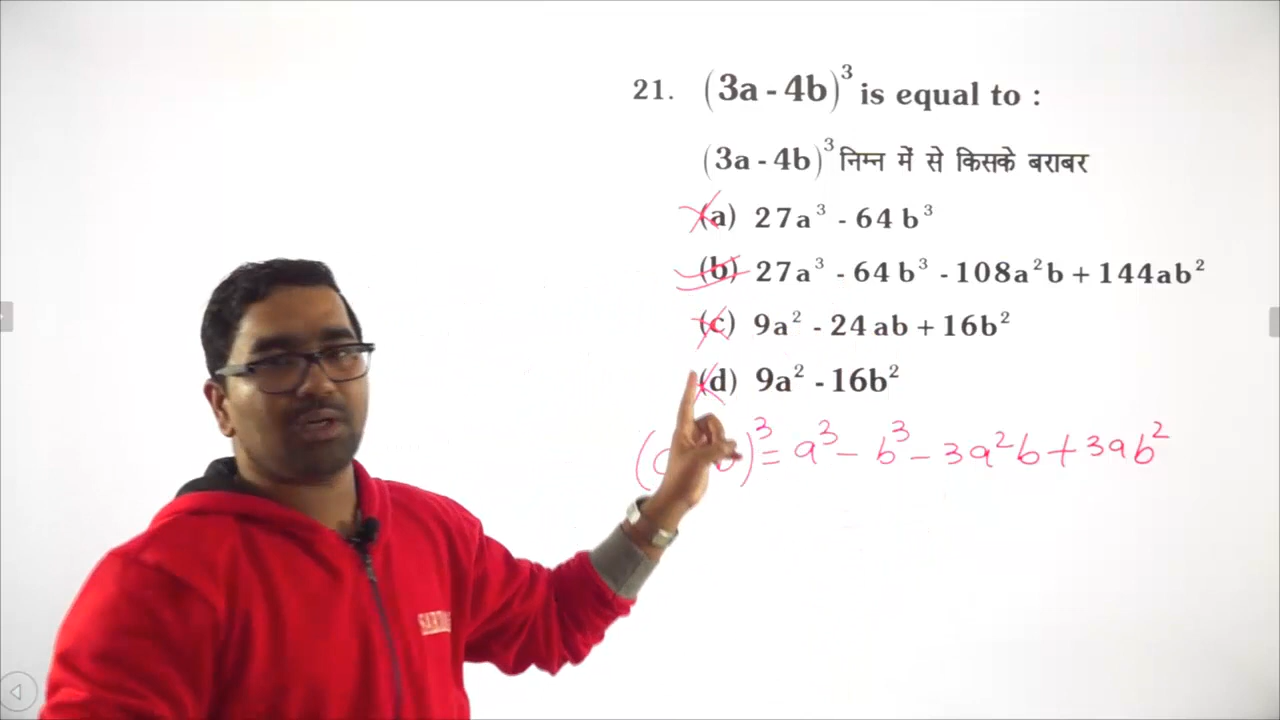 21. (3a - 4b)³ is equal to :
(3a - 4b)³ निम्न में से किसके बराबर
(a) 27a³ - 64b³
(b) 27a³ - 64b³ - 108a²b + 144ab²
(c) 9a² - 24ab + 16b²
(d) 9a² - 16b²
( b)³ = a³ - b³ - 3a²b + 3ab²